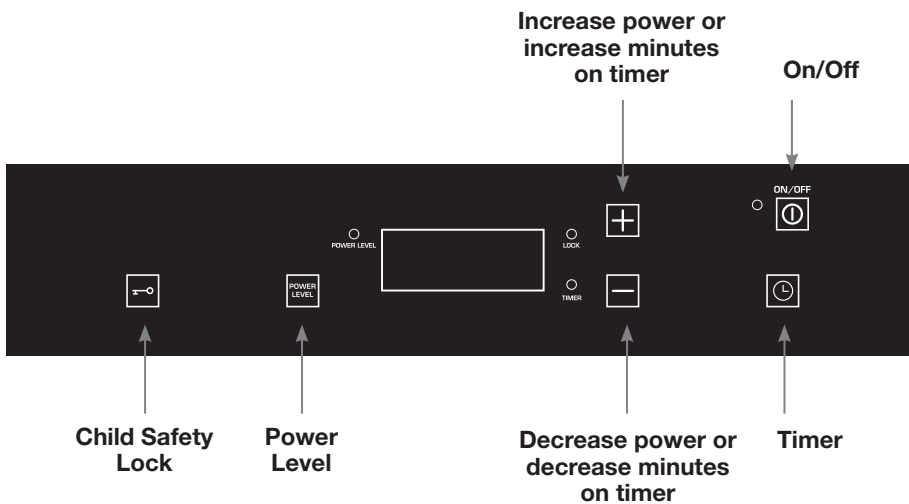 Increase power or
increase minutes
on timer
On/Off
ON/OFF
POWER LEVEL
LOCK
POWER
LEVEL
TIMER
Child Safety
Lock
Power
Level
Decrease power or
decrease minutes
on timer
Timer